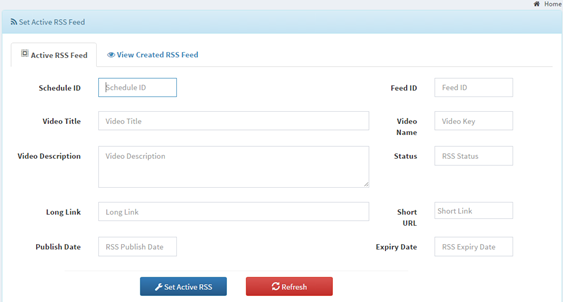 Home
Set Active RSS Feed
Active RSS Feed View Created RSS Feed
Schedule ID Schedule ID Feed ID Feed ID
Video Title Video Title Video Name Video Key
Video Description Video Description Status RSS Status
Long Link Long Link Short URL Short Link
Publish Date RSS Publish Date Expiry Date RSS Expiry Date
Set Active RSS Refresh